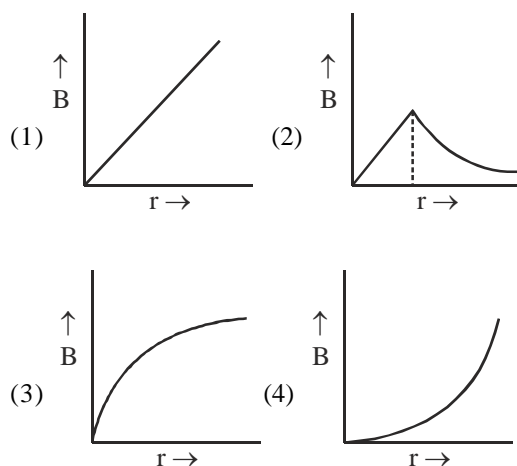 ↑
B
(1)
r →
↑
B
(2)
r →
↑
B
(3)
r →
↑
B
(4)
r →